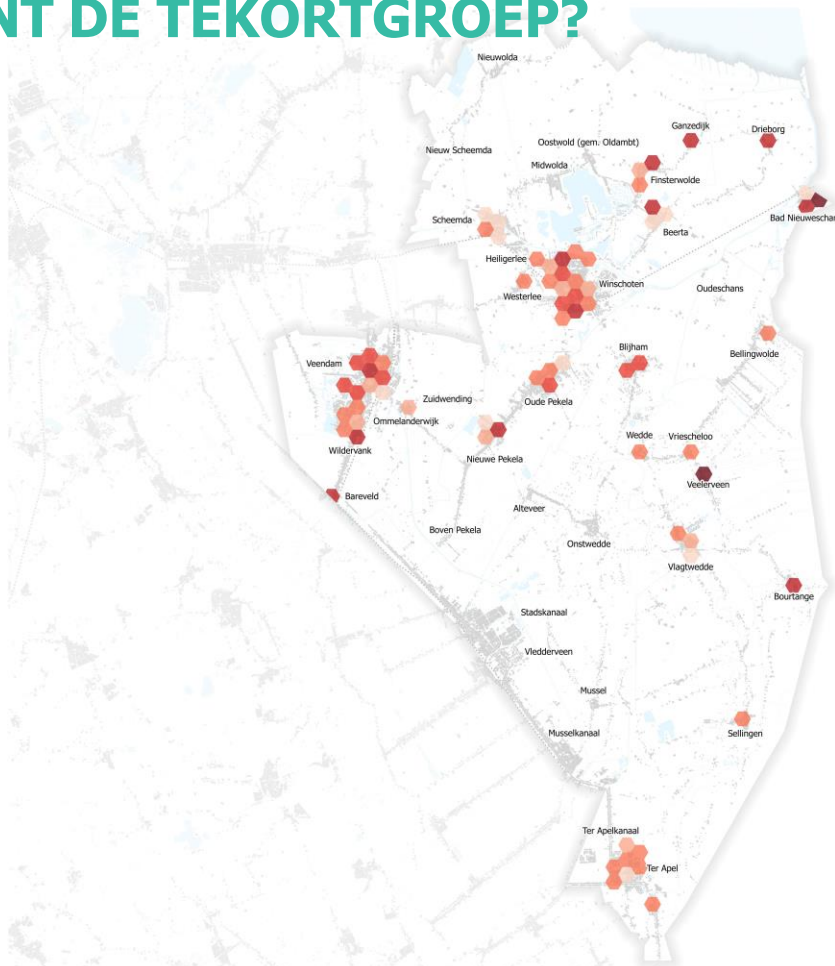 NT DE TEKORTGROEP?
Nieuwolda
Ganzedijk
Drieborg
Oostwold (gem. Oldambt)
Nieuw Scheemda
Midwolda
Finsterwolde
Scheemda
Bad Nieuweschan
Beerta
Heiligerlee
Winschoten
Oudeschans
Westerlee
Blijham
Bellingwolde
Veendam
Zuidwending
Oude Pekela
Ommelanderwijk
Wedde
Vriescheloo
Wildervank
Nieuwe Pekela
Veelerveen
Bareveld
Alteveer
Boven Pekela
Onstwedde
Vlagtwedde
Bourtange
Stadskanaal
Vledderveen
Mussel
Musselkanaal
Sellingen
Ter Apelkanaal
Ter Apel